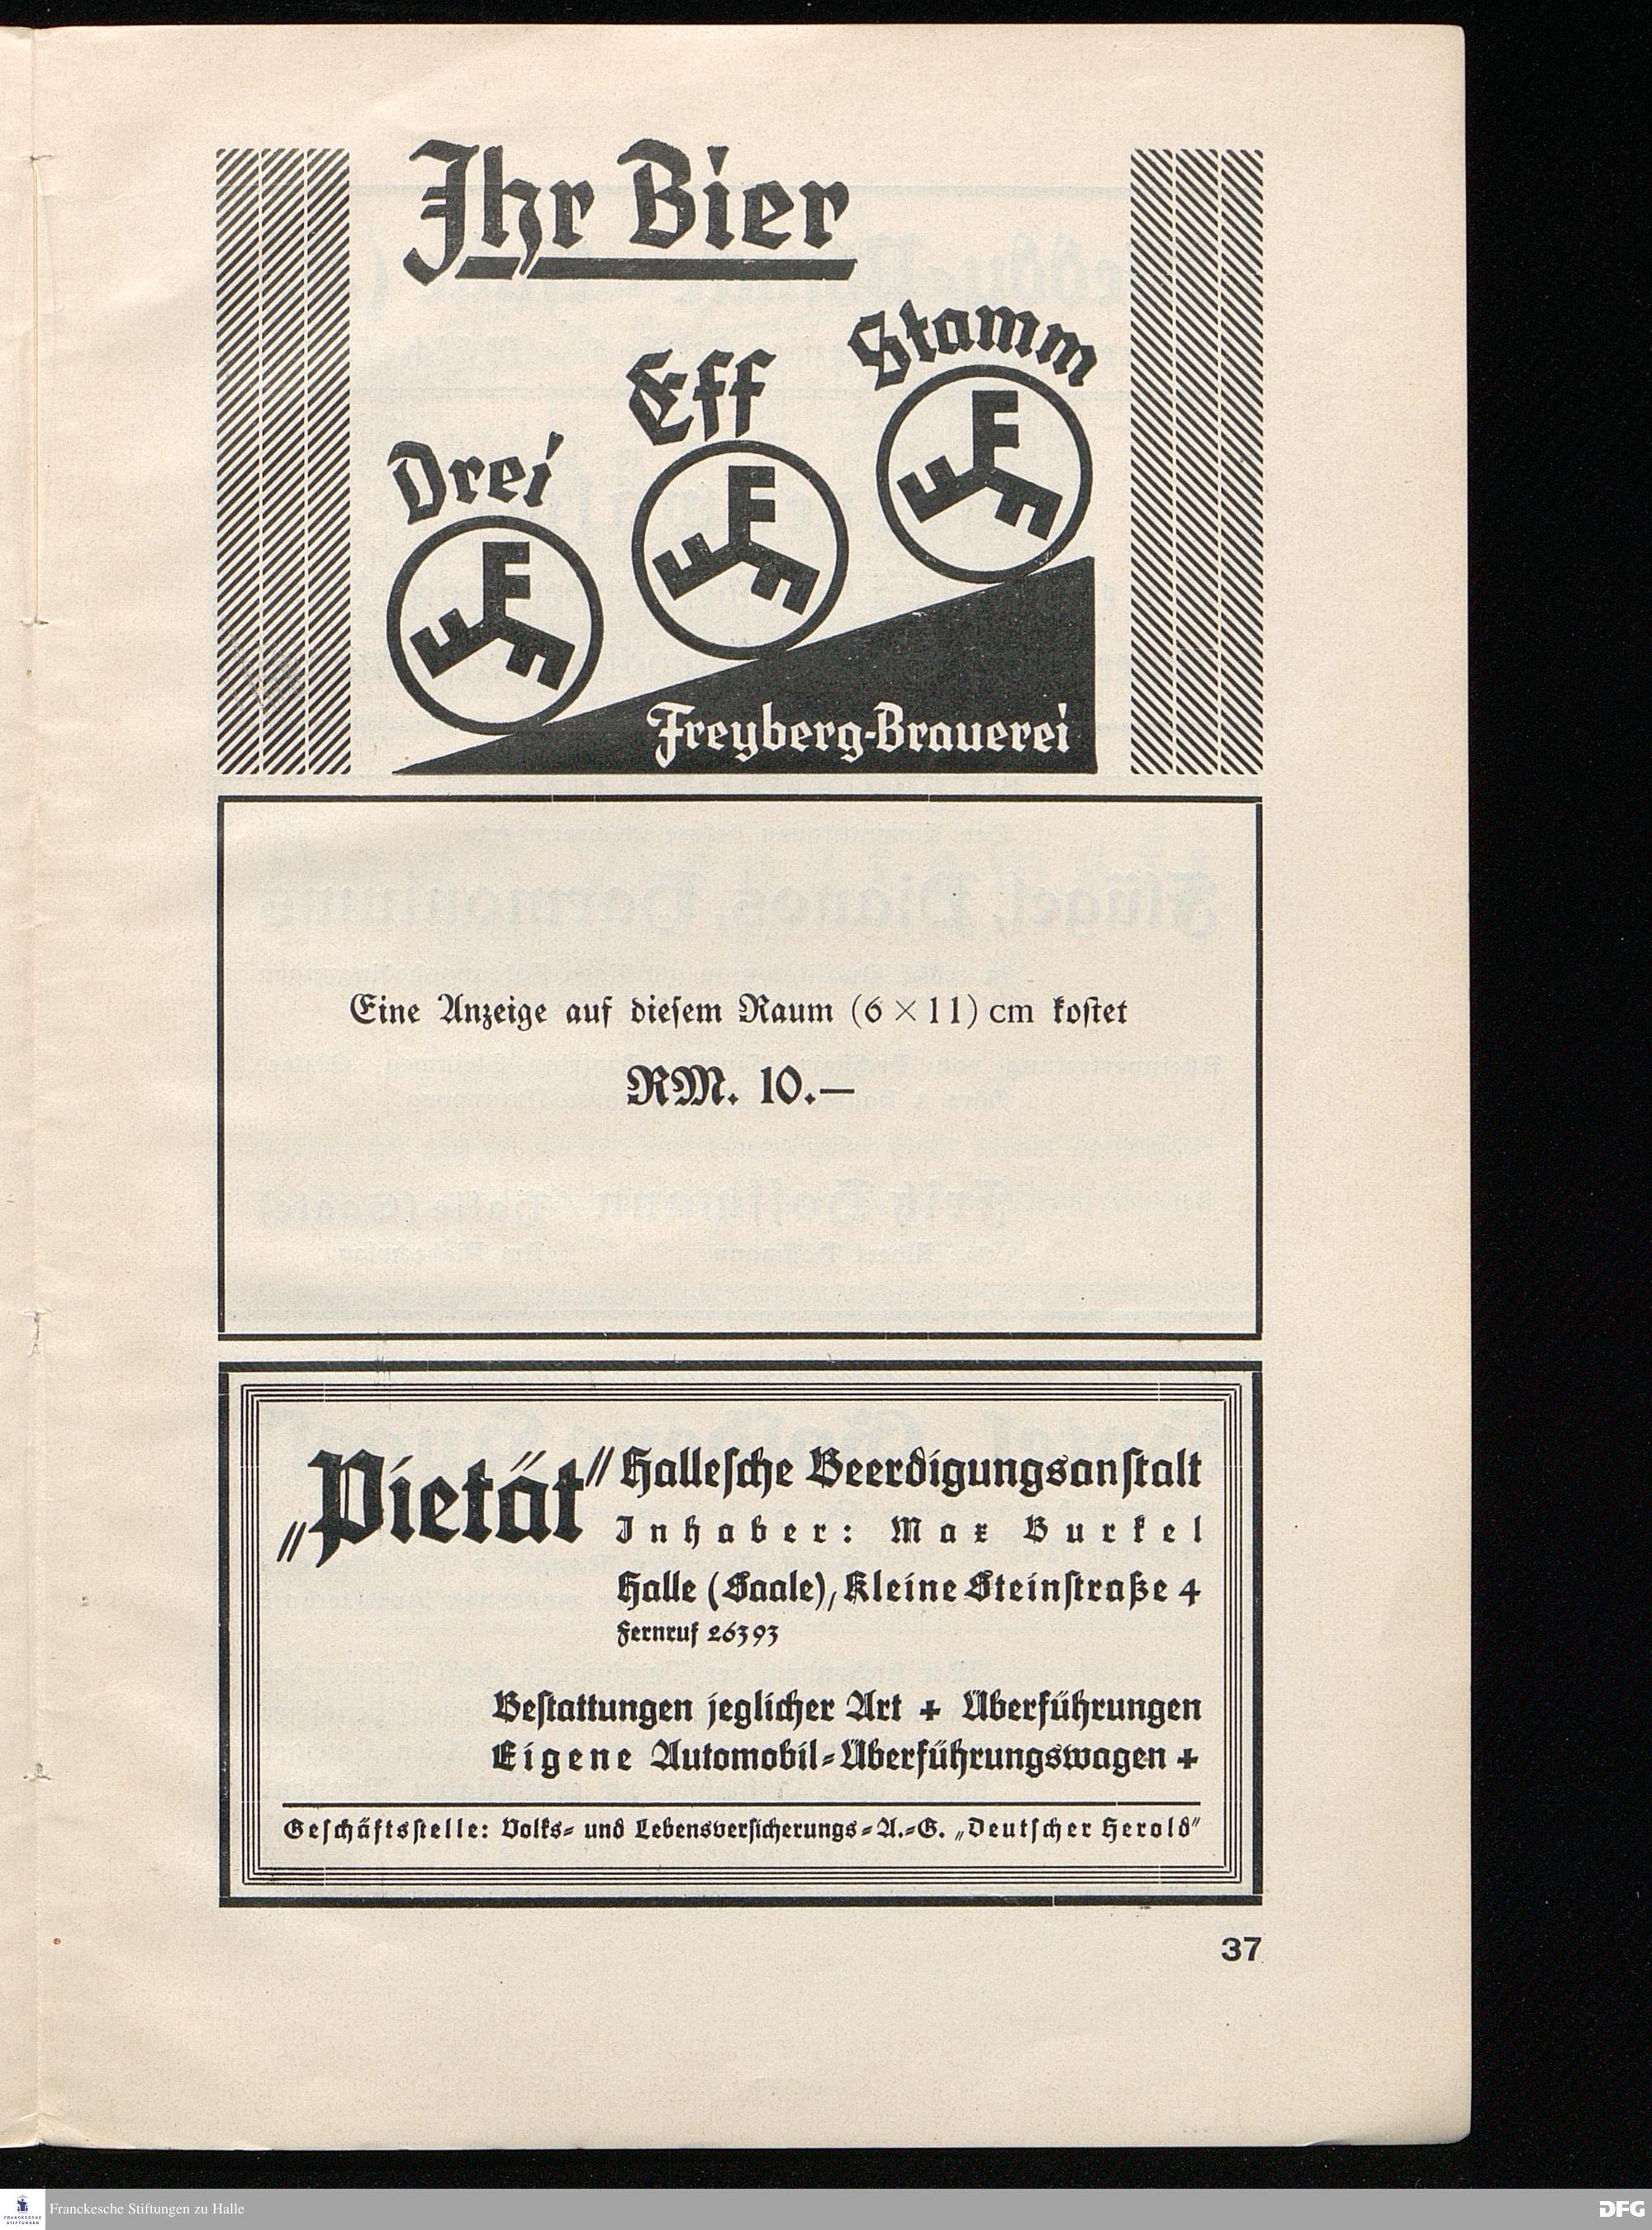 Ihr Bier
Drei
Eff
Stamm
F F F
F F F
F F F
Freyberg-Brauerei
Eine Anzeige auf dieſem Raum (6 × 11) cm koſtet
RM. 10.—
„Pietät“
Halleſche Beerdigungsanſtalt
Inhaber: Max Burkel
Halle (Saale), Kleine Steinſtraße 4
Fernruf 26393
Beſtattungen jeglicher Art + Überführungen
Eigene Automobil-Überführungswagen +
Geſchäftsſtelle: Volks- und Lebensverſicherungs-A.-G. „Deutſcher Herold“
37
FRANCKESCHE
STIFTUNGEN
Franckesche Stiftungen zu Halle
DFG